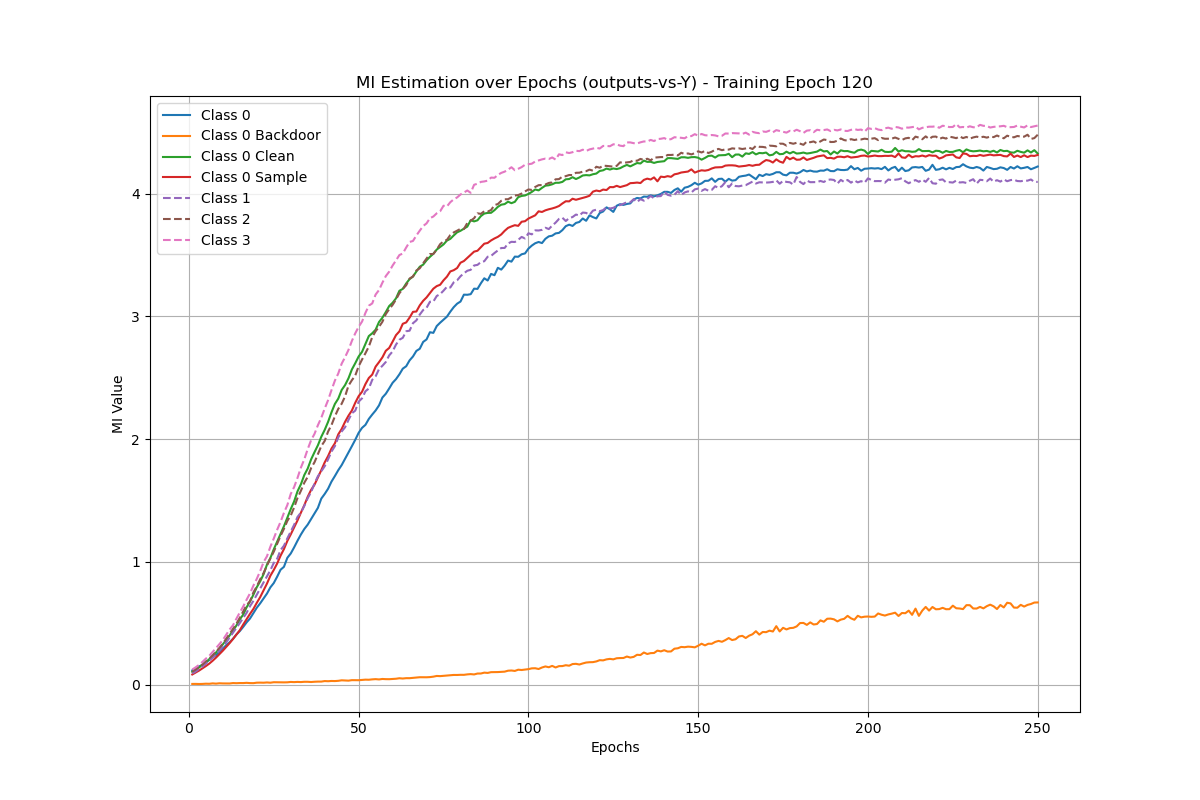 MI Estimation over Epochs (outputs-vs-Y) - Training Epoch 120
Class 0
Class 0 Backdoor
Class 0 Clean
Class 0 Sample
Class 1
Class 2
Class 3
MI Value
4
3
2
1
0
0 50 100 150 200 250
Epochs